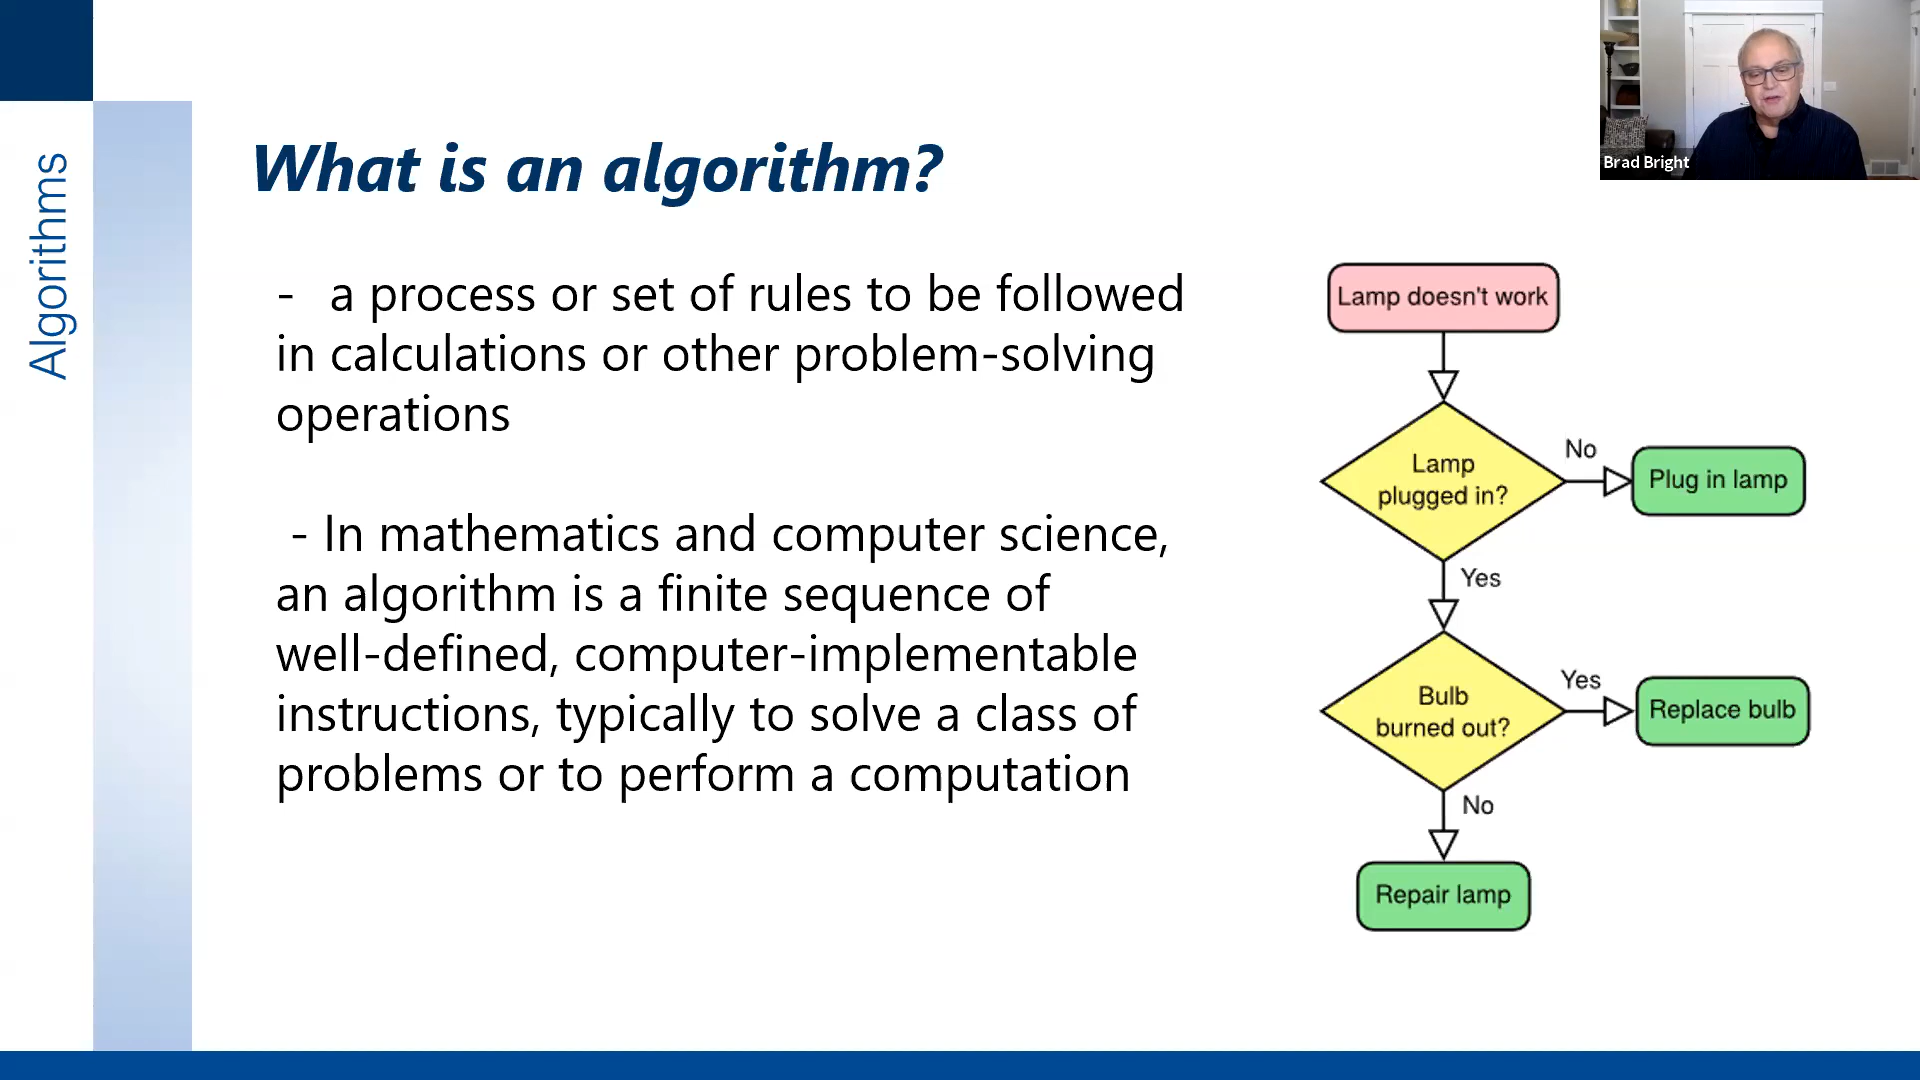 Algorithms
What is an algorithm?
- a process or set of rules to be followed
in calculations or other problem-solving
operations
- In mathematics and computer science,
an algorithm is a finite sequence of
well-defined, computer-implementable
instructions, typically to solve a class of
problems or to perform a computation
Brad Bright
Lamp doesn't work
Lamp
plugged in?
No
Plug in lamp
Yes
Bulb
burned out?
Yes
Replace bulb
No
Repair lamp